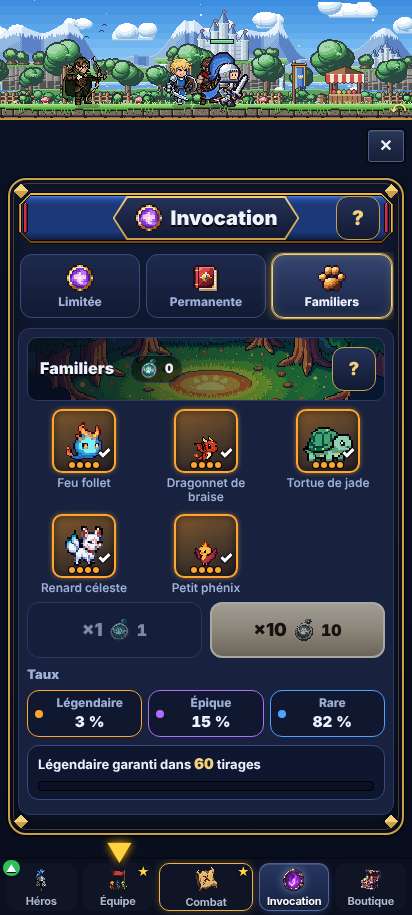 ×
Invocation
?
Limitée
Permanente
Familiers
Familiers
0
?
Feu follet
Dragonnet de
braise
Tortue de jade
Renard céleste
Petit phénix
×1 1
×10 10
Taux
Légendaire
3 %
Épique
15 %
Rare
82 %
Légendaire garanti dans 60 tirages
Héros
Équipe
Combat
Invocation
Boutique